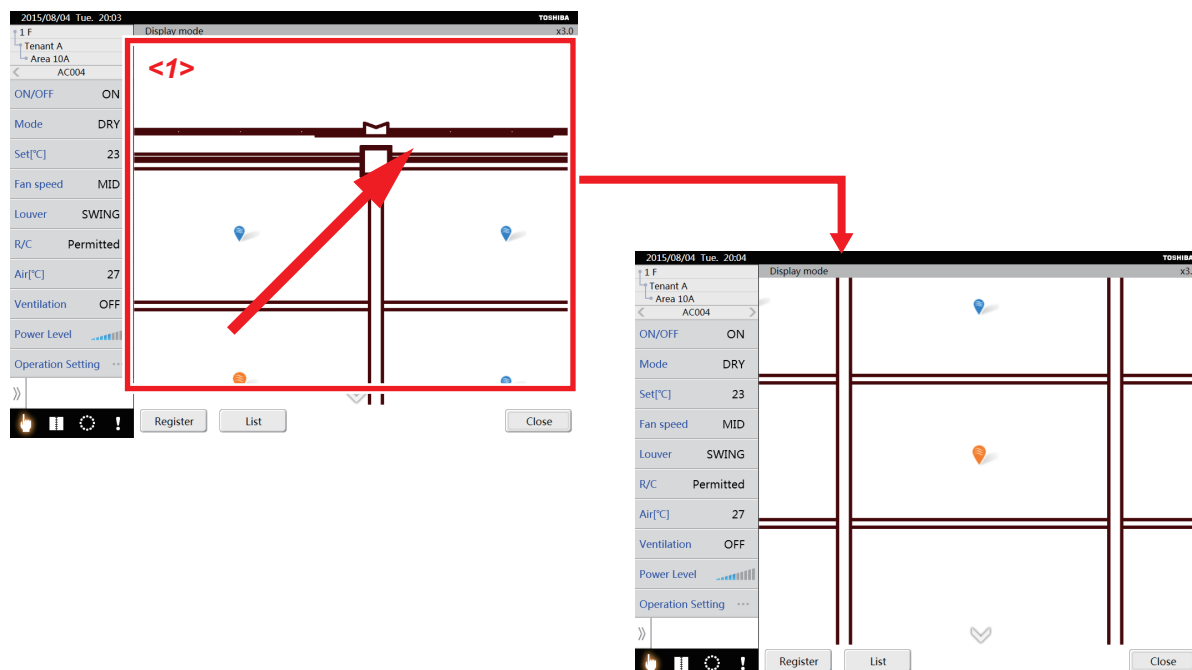 2015/08/04 Tue. 20:03 TOSHIBA
1 F Display mode x3.0
Tenant A
Area 10A
AC004
<1>
ON/OFF ON
Mode DRY
Set[°C] 23
Fan speed MID
Louver SWING
R/C Permitted
Air[°C] 27
Ventilation OFF
Power Level
Operation Setting
Register List Close
2015/08/04 Tue. 20:04 TOSHIBA
1 F Display mode x3.
Tenant A
Area 10A
AC004
ON/OFF ON
Mode DRY
Set[°C] 23
Fan speed MID
Louver SWING
R/C Permitted
Air[°C] 27
Ventilation OFF
Power Level
Operation Setting
Register List Close